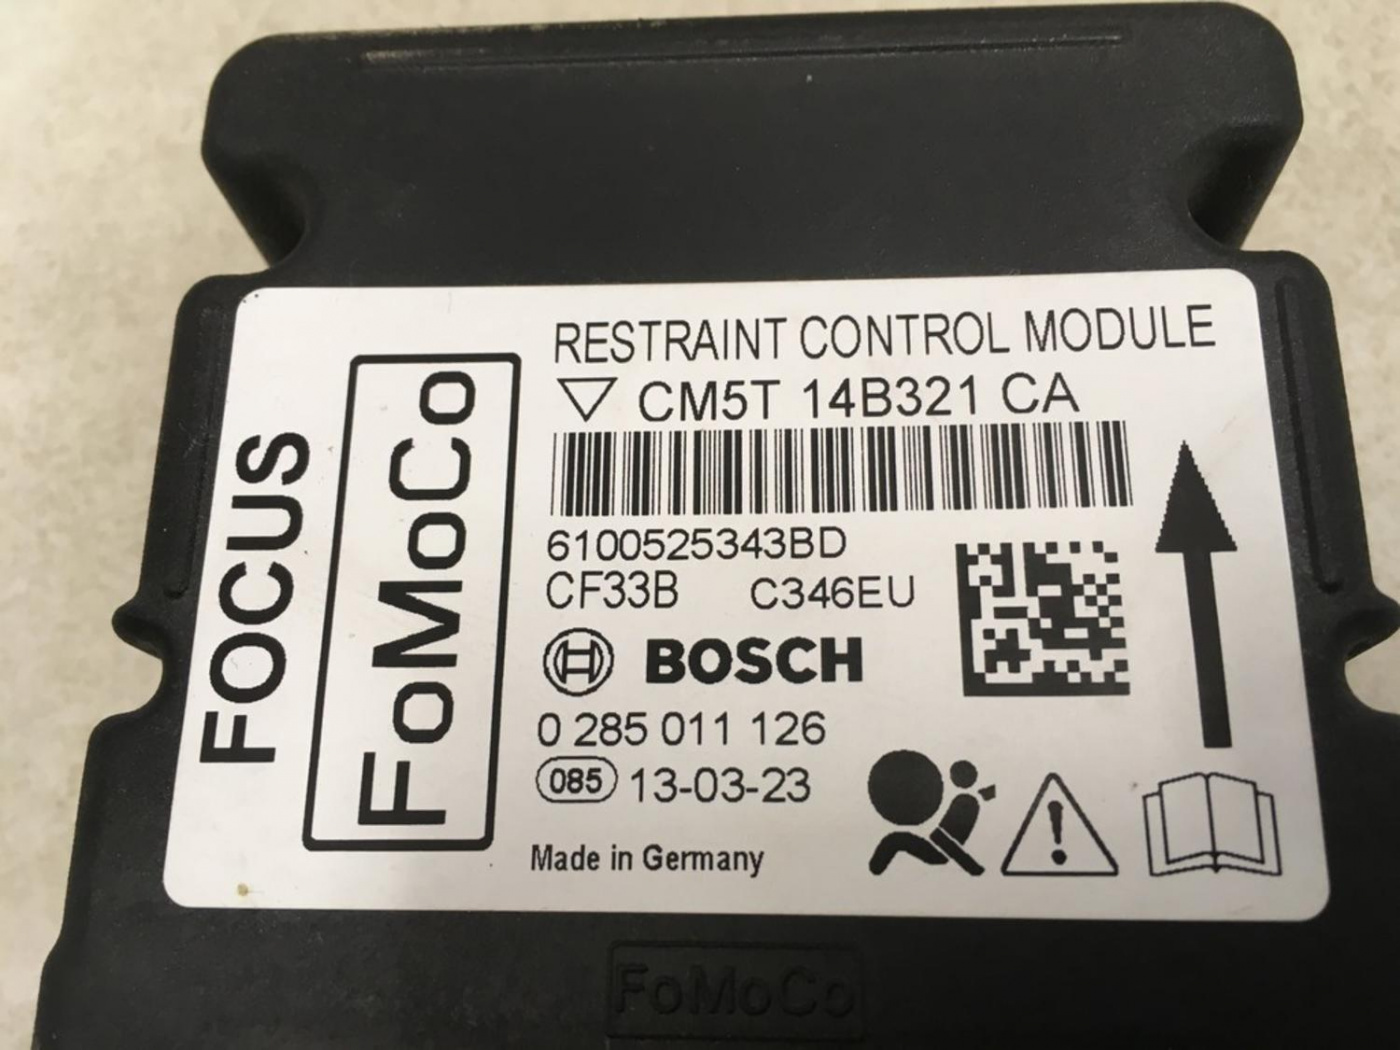 RESTRAINT CONTROL MODULE
CM5T 14B321 CA
6100525343BD
CF33B C346EU
BOSCH
0 285 011 126
085 13-03-23
Made in Germany
FOCUS
FoMoCo
FoMoCo